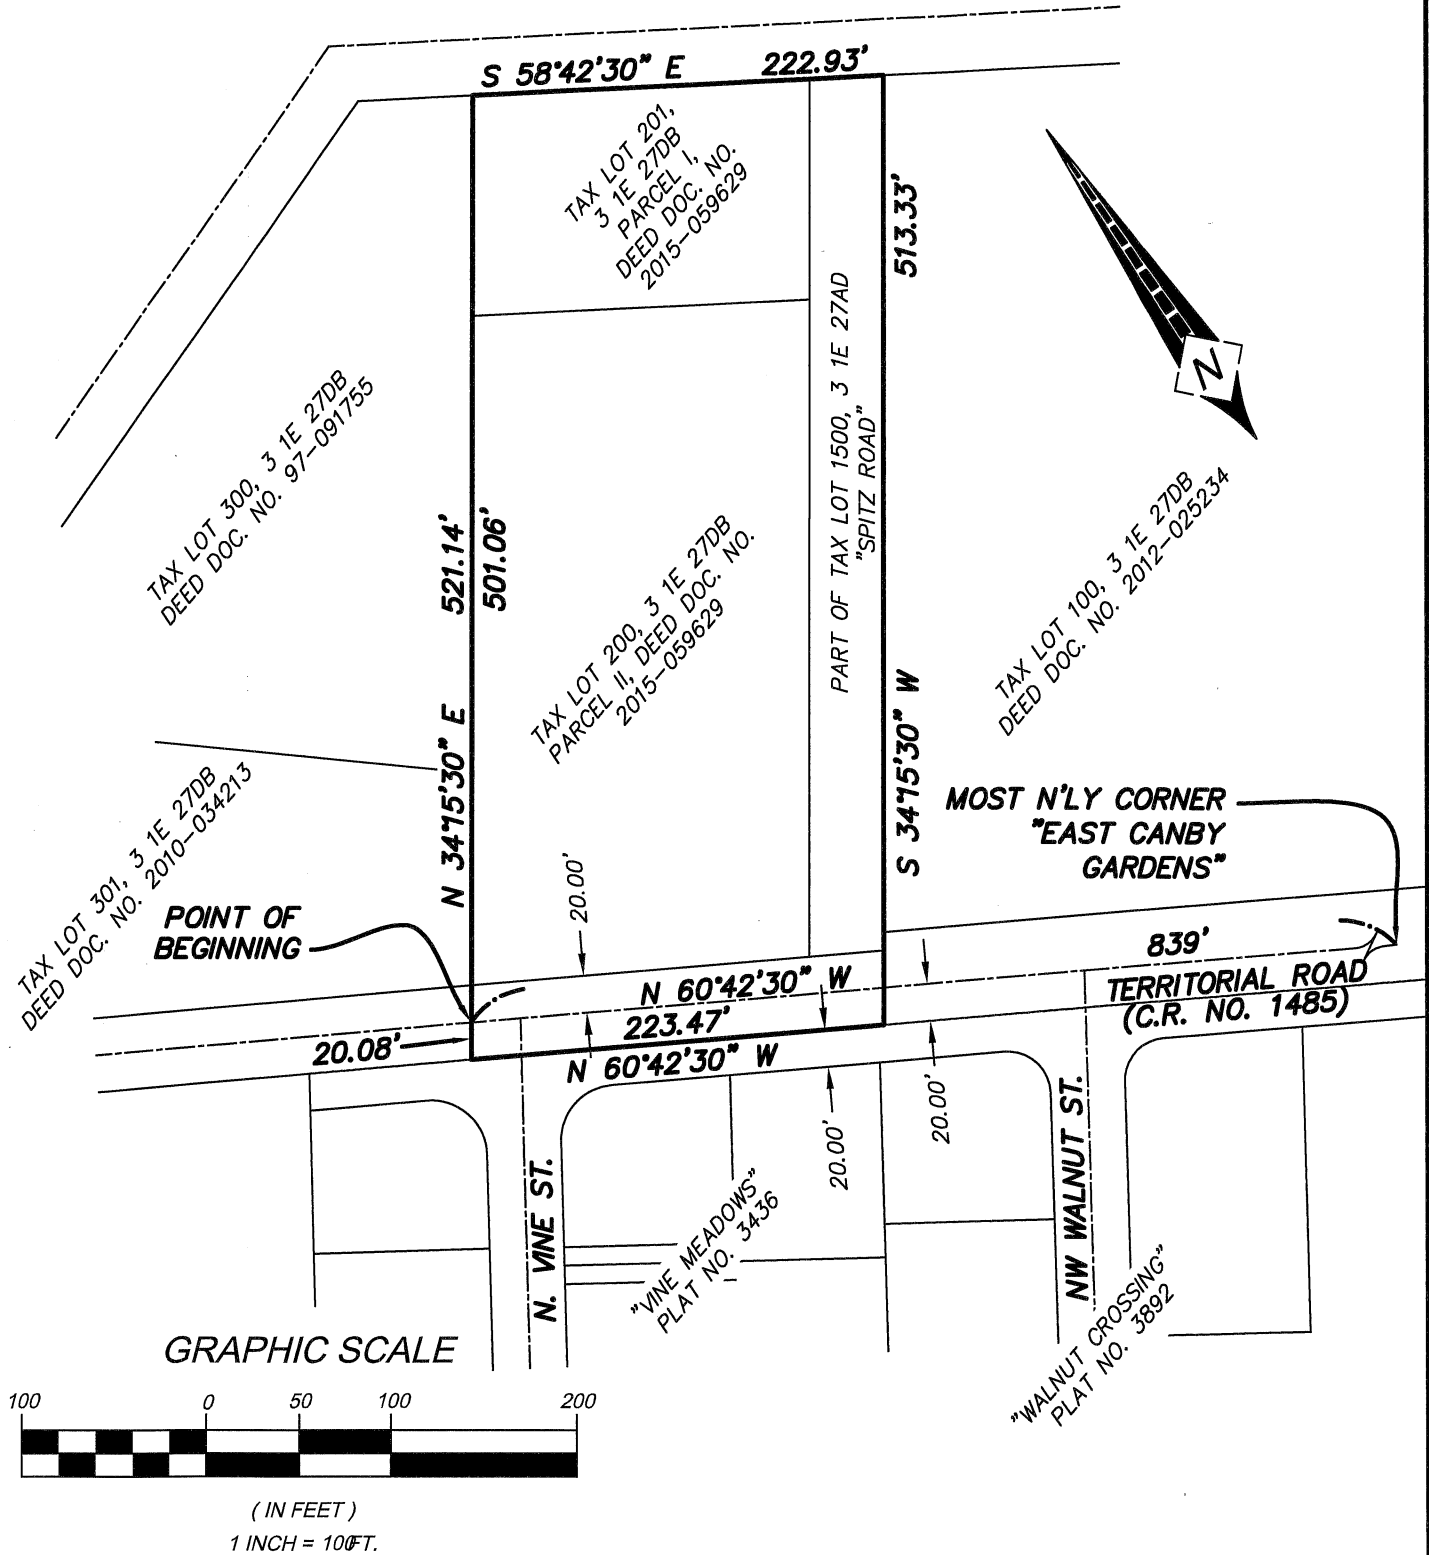 S 58°42'30" E 222.93'
TAX LOT 201,
3 1E 27DB
PARCEL I,
DEED DOC. NO.
2015-059629
513.33'
PART OF TAX LOT 1500, 3 1E 27AD
"SPITZ ROAD"
N
TAX LOT 300, 3 1E 27DB
DEED DOC. NO. 97-091755
N 34°15'30" E 521.14'
501.06'
TAX LOT 200, 3 1E 27DB
PARCEL II, DEED DOC. NO.
2015-059629
TAX LOT 100, 3 1E 27DB
DEED DOC. NO. 2012-025234
S 34°15'30" W
MOST N'LY CORNER
"EAST CANBY
GARDENS"
TAX LOT 301, 3 1E 27DB
DEED DOC. NO. 2010-034213
POINT OF
BEGINNING
20.00'
839'
N 60°42'30" W
TERRITORIAL ROAD
(C.R. NO. 1485)
223.47'
20.08'
N 60°42'30" W
20.00'
20.00'
N. VINE ST.
NW WALNUT ST.
"VINE MEADOWS"
PLAT NO. 3436
"WALNUT CROSSING"
PLAT NO. 3892
GRAPHIC SCALE
100 0 50 100 200
( IN FEET )
1 INCH = 100FT.